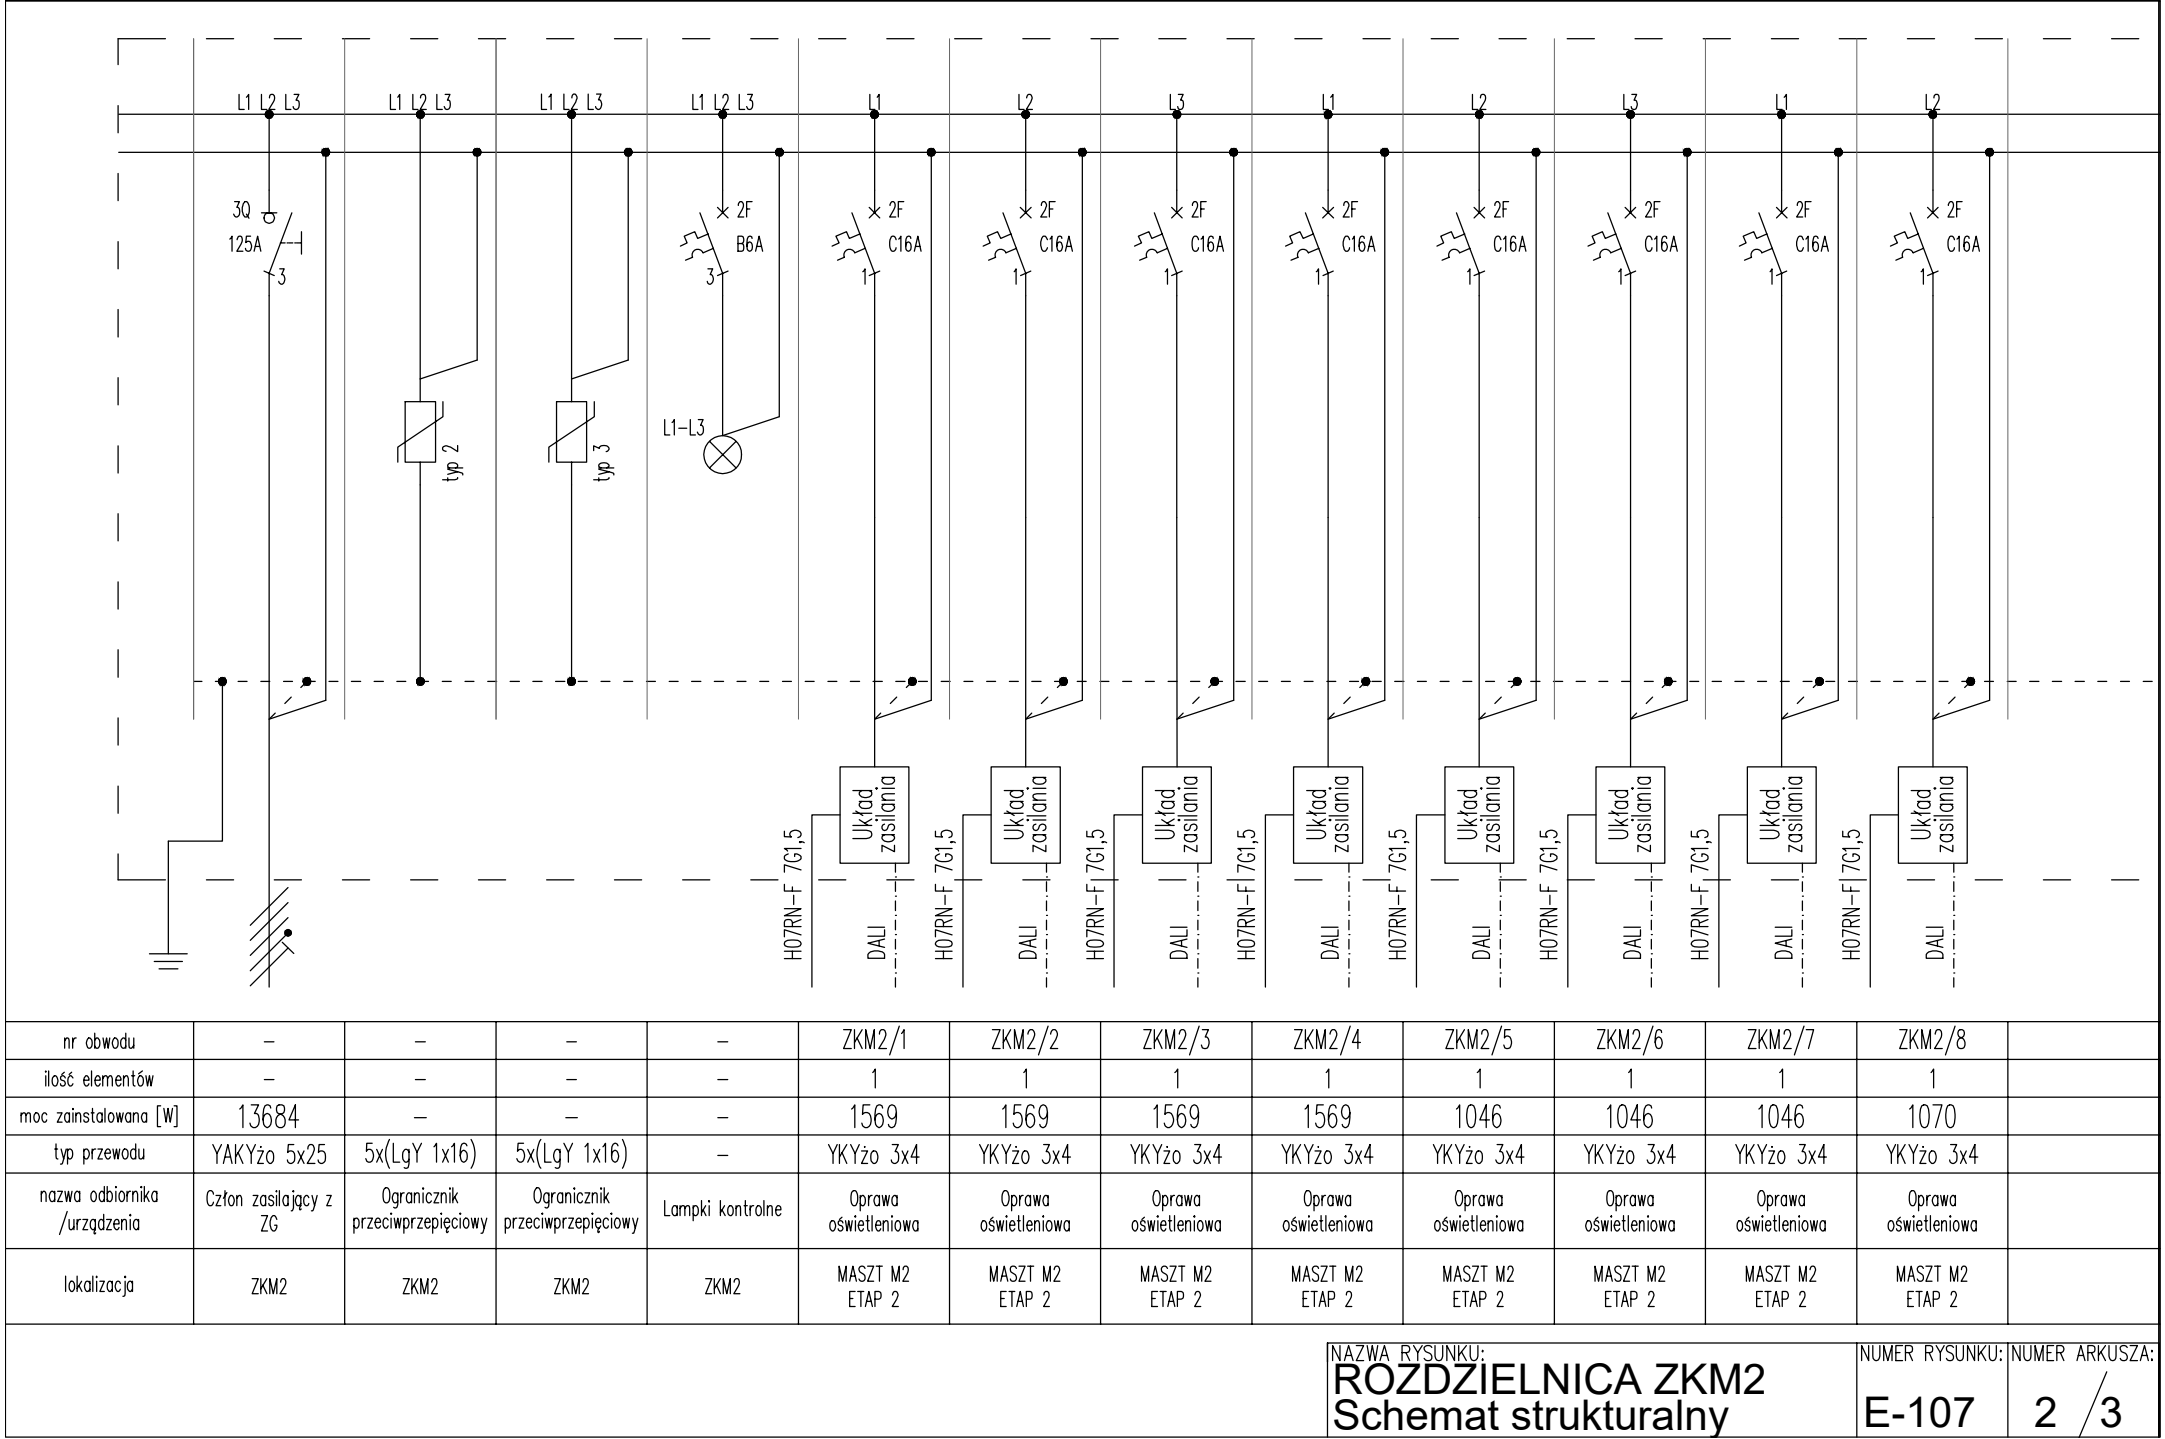 L1 L2 L3 L1 L2 L3 L1 L2 L3 L1 L2 L3 L1 L2 L3 L1 L2 L3 L1 L2
3Q 2F 2F 2F 2F 2F 2F 2F 2F 2F
125A B6A C16A C16A C16A C16A C16A C16A C16A C16A
3 3 1 1 1 1 1 1 1 1
L1-L3
typ 2
typ 3
Układ zasilania
Układ zasilania
Układ zasilania
Układ zasilania
Układ zasilania
Układ zasilania
Układ zasilania
Układ zasilania
H07RN-F 7G1,5
DALI
H07RN-F 7G1,5
DALI
H07RN-F 7G1,5
DALI
H07RN-F 7G1,5
DALI
H07RN-F 7G1,5
DALI
H07RN-F 7G1,5
DALI
H07RN-F 7G1,5
DALI
H07RN-F 7G1,5
DALI
nr obwodu - - - - ZKM2/1 ZKM2/2 ZKM2/3 ZKM2/4 ZKM2/5 ZKM2/6 ZKM2/7 ZKM2/8
ilość elementów - - - - 1 1 1 1 1 1 1 1
moc zainstalowana [W] 13684 - - - 1569 1569 1569 1569 1046 1046 1046 1070
typ przewodu YAKYżo 5x25 5x(LgY 1x16) 5x(LgY 1x16) - YKYżo 3x4 YKYżo 3x4 YKYżo 3x4 YKYżo 3x4 YKYżo 3x4 YKYżo 3x4 YKYżo 3x4 YKYżo 3x4
nazwa odbiornika Człon zasilający z Ogranicznik Ogranicznik Lampki kontrolne Oprawa Oprawa Oprawa Oprawa Oprawa Oprawa Oprawa Oprawa
/urządzenia ZG przeciwprzepięciowy przeciwprzepięciowy oświetleniowa oświetleniowa oświetleniowa oświetleniowa oświetleniowa oświetleniowa oświetleniowa oświetleniowa
lokalizacja ZKM2 ZKM2 ZKM2 ZKM2 MASZT M2 MASZT M2 MASZT M2 MASZT M2 MASZT M2 MASZT M2 MASZT M2 MASZT M2
ETAP 2 ETAP 2 ETAP 2 ETAP 2 ETAP 2 ETAP 2 ETAP 2 ETAP 2
NAZWA RYSUNKU: NUMER RYSUNKU: NUMER ARKUSZA:
ROZDZIELNICA ZKM2
Schemat strukturalny E-107 2/3